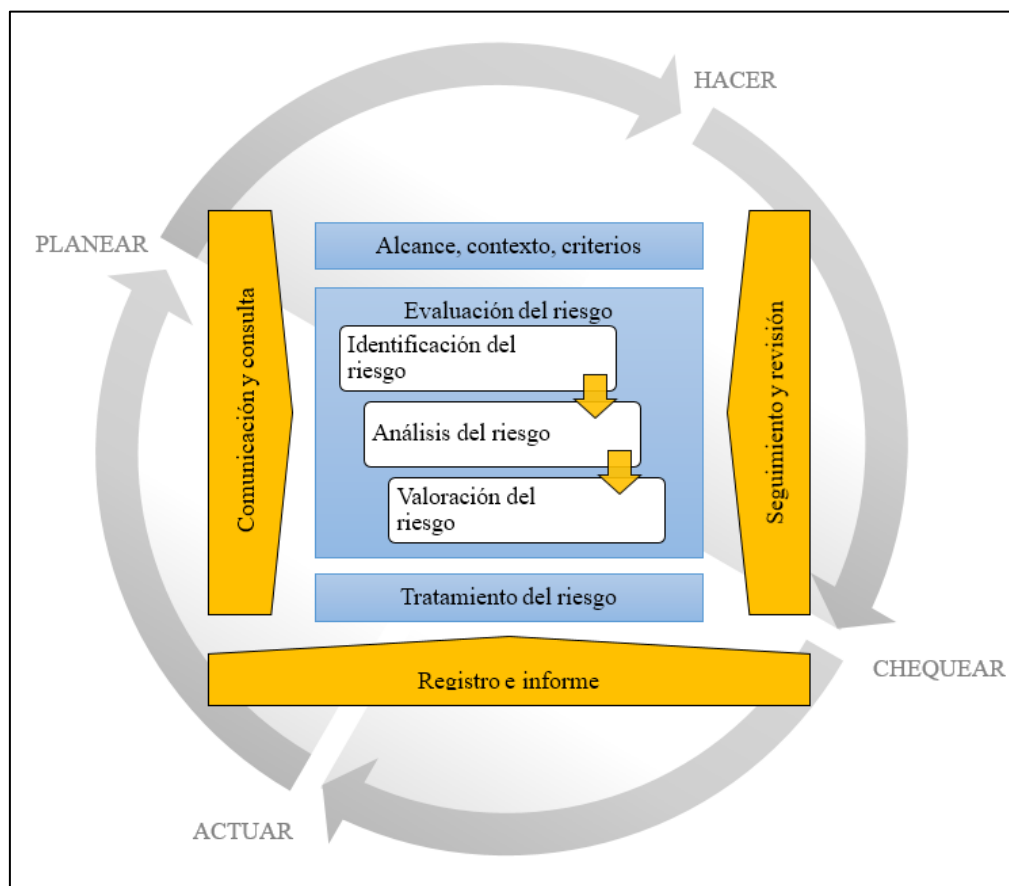 HACER
PLANEAR
Alcance, contexto, criterios
Evaluación del riesgo
Identificación del
riesgo
Análisis del riesgo
Valoración del
riesgo
Tratamiento del riesgo
Comunicación y consulta
Seguimiento y revisión
Registro e informe
CHEQUEAR
ACTUAR